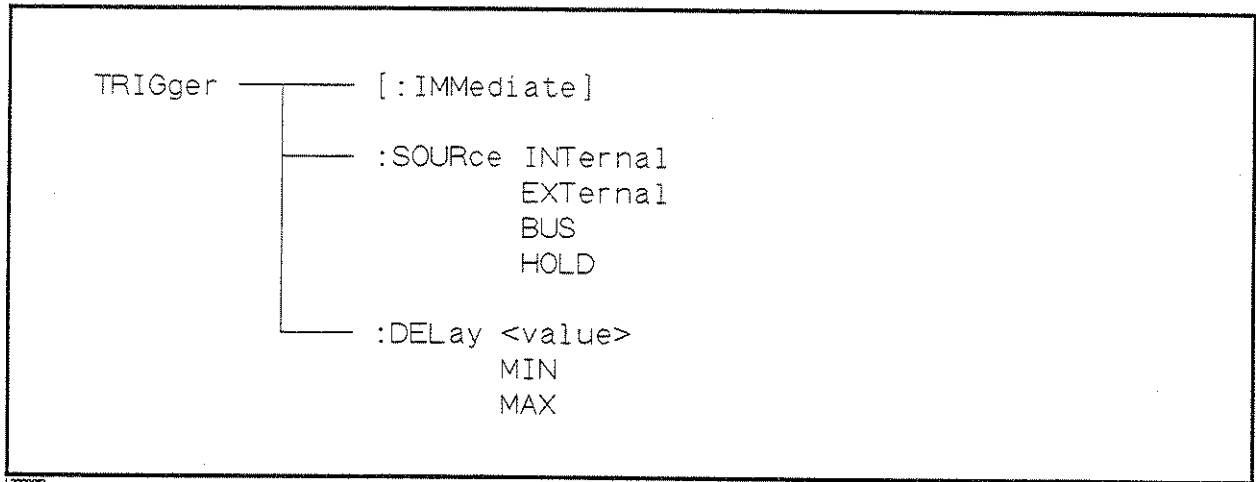 TRIGger [:IMMediate]
:SOURce INTernal
EXTernal
BUS
HOLD
:DELay <value>
MIN
MAX